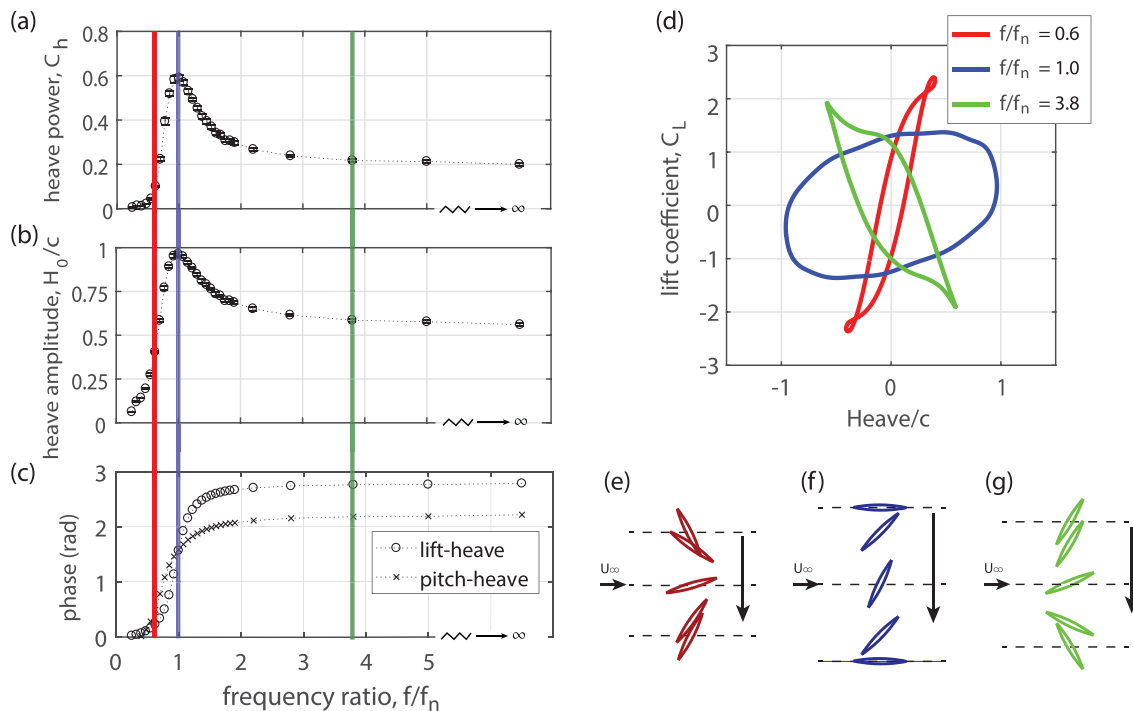 (a)
heave power, C_h
0.8
0.6
0.4
0.2
0
∞
(b)
heave amplitude, H_0/c
1
0.75
0.5
0.25
0
∞
(c)
phase (rad)
3
2
1
0
lift-heave
pitch-heave
∞
0 1 2 3 4 5
frequency ratio, f/f_n
(d)
f/f_n = 0.6
f/f_n = 1.0
f/f_n = 3.8
lift coefficient, C_L
3
2
1
0
-1
-2
-3
-1 0 1
Heave/c
(e) (f) (g)
U∞ U∞ U∞